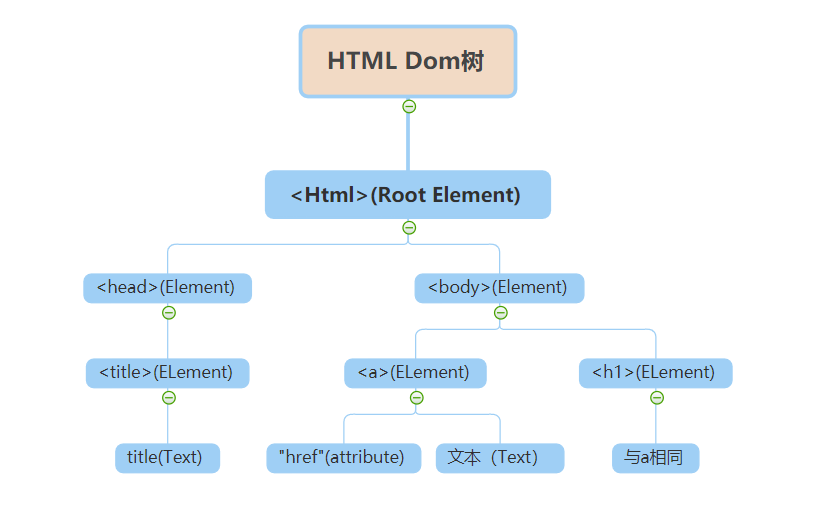 HTML Dom树
<Html>(Root Element)
<head>(Element)
<body>(Element)
<title>(ELement)
<a>(ELement)
<h1>(ELement)
title(Text)
"href"(attribute)
文本（Text）
与a相同